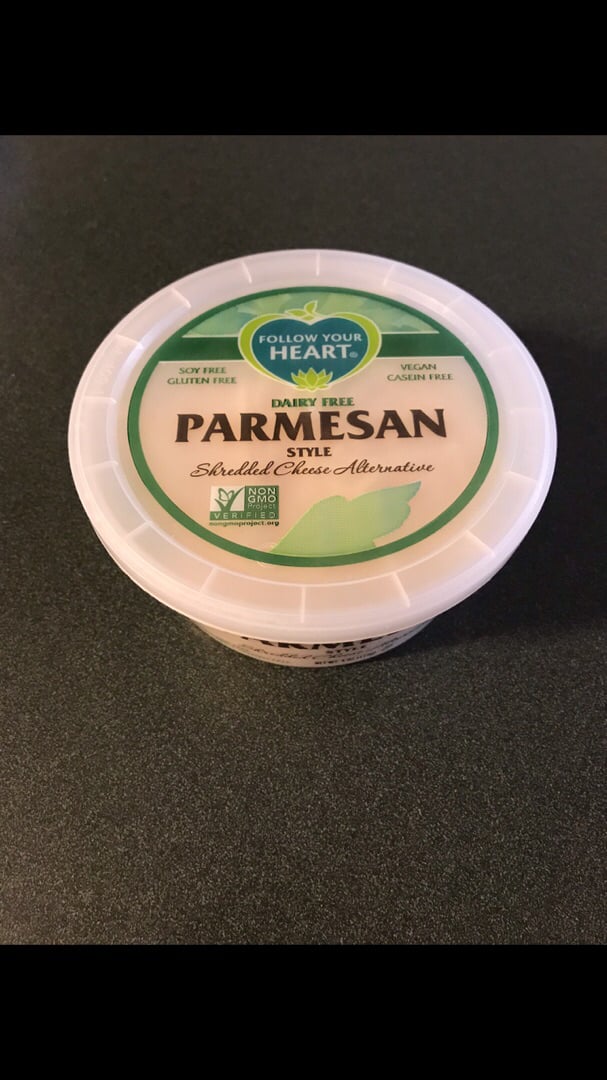 FOLLOW YOUR
HEART®
SOY FREE
GLUTEN FREE
VEGAN
CASEIN FREE
DAIRY FREE
PARMESAN
STYLE
Shredded Cheese Alternative
NON
GMO
Project
VERIFIED
nongmoproject.org
STYLE